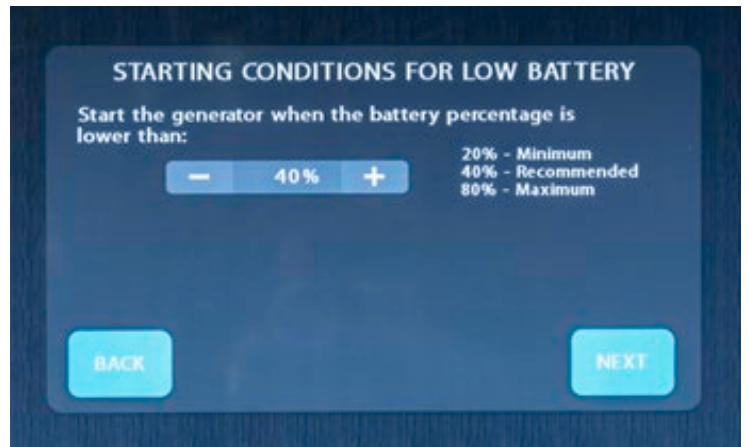 STARTING CONDITIONS FOR LOW BATTERY
Start the generator when the battery percentage is
lower than:
20% - Minimum
− 40% +
40% - Recommended
80% - Maximum
BACK
NEXT